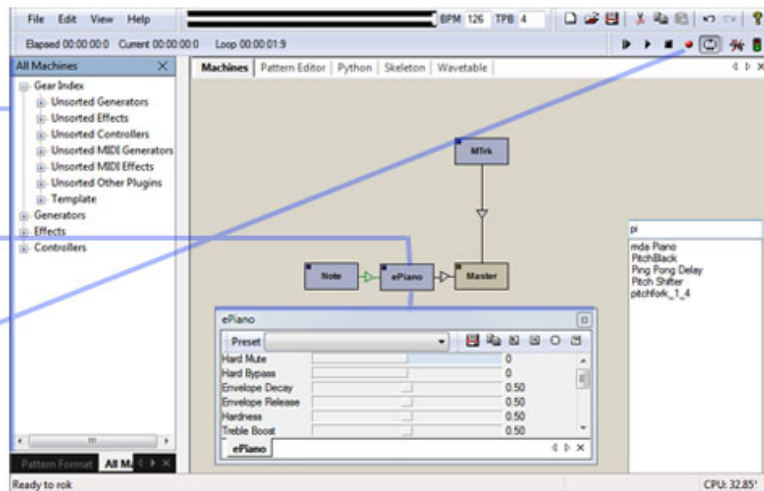 File Edit View Help BPM 126 TPB 4
Elapsed 00:00:00:0 Current 00:00:00:0 Loop 00:00:01:9
All Machines
Machines Pattern Editor Python Skeleton Wavetable
Gear Index
Unsorted Generators
Unsorted Effects
Unsorted Controllers
Unsorted MIDI Generators
Unsorted MIDI Effects
Unsorted Other Plugins
Template
Generators
Effects
Controllers
MTrk
Note ePiano Master
pi
mda Piano
PitchBlack
Ping Pong Delay
Pitch Shifter
pitchfork_1_4
ePiano
Preset
Hard Mute 0
Hard Bypass 0
Envelope Decay 0.50
Envelope Release 0.50
Hardness 0.50
Treble Boost 0.50
ePiano
Pattern Format All Ma
Ready to rok CPU: 32.85